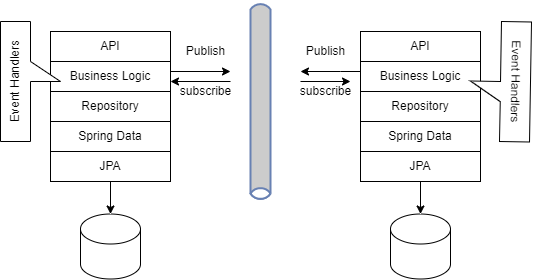 Event Handlers
API
Business Logic
Repository
Spring Data
JPA
Publish
subscribe
Publish
subscribe
API
Business Logic
Repository
Spring Data
JPA
Event Handlers